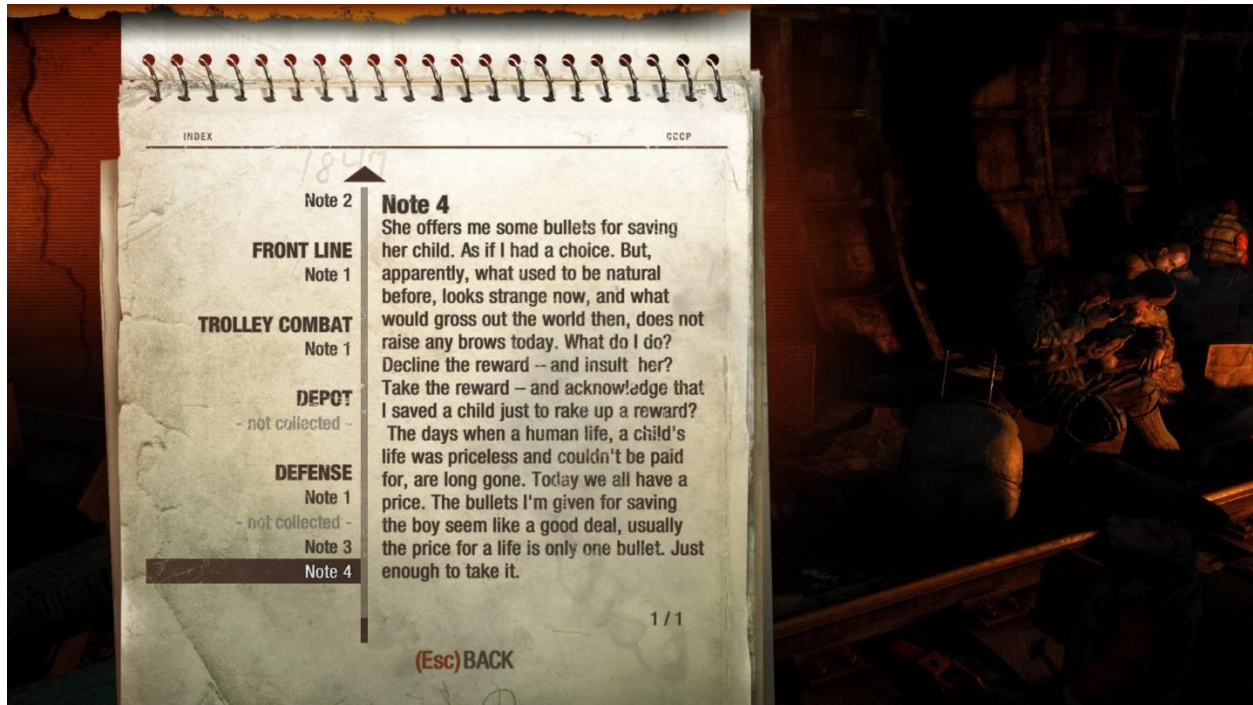 INDEX
CCCP
1847
Note 2
FRONT LINE
Note 1
TROLLEY COMBAT
Note 1
DEPOT
- not collected -
DEFENSE
Note 1
- not collected -
Note 3
Note 4
Note 4
She offers me some bullets for saving
her child. As if I had a choice. But,
apparently, what used to be natural
before, looks strange now, and what
would gross out the world then, does not
raise any brows today. What do I do?
Decline the reward -- and insult  her?
Take the reward – and acknowledge that
I saved a child just to rake up a reward?
The days when a human life, a child's
life was priceless and couldn't be paid
for, are long gone. Today we all have a
price. The bullets I'm given for saving
the boy seem like a good deal, usually
the price for a life is only one bullet. Just
enough to take it.
1 / 1
(Esc) BACK